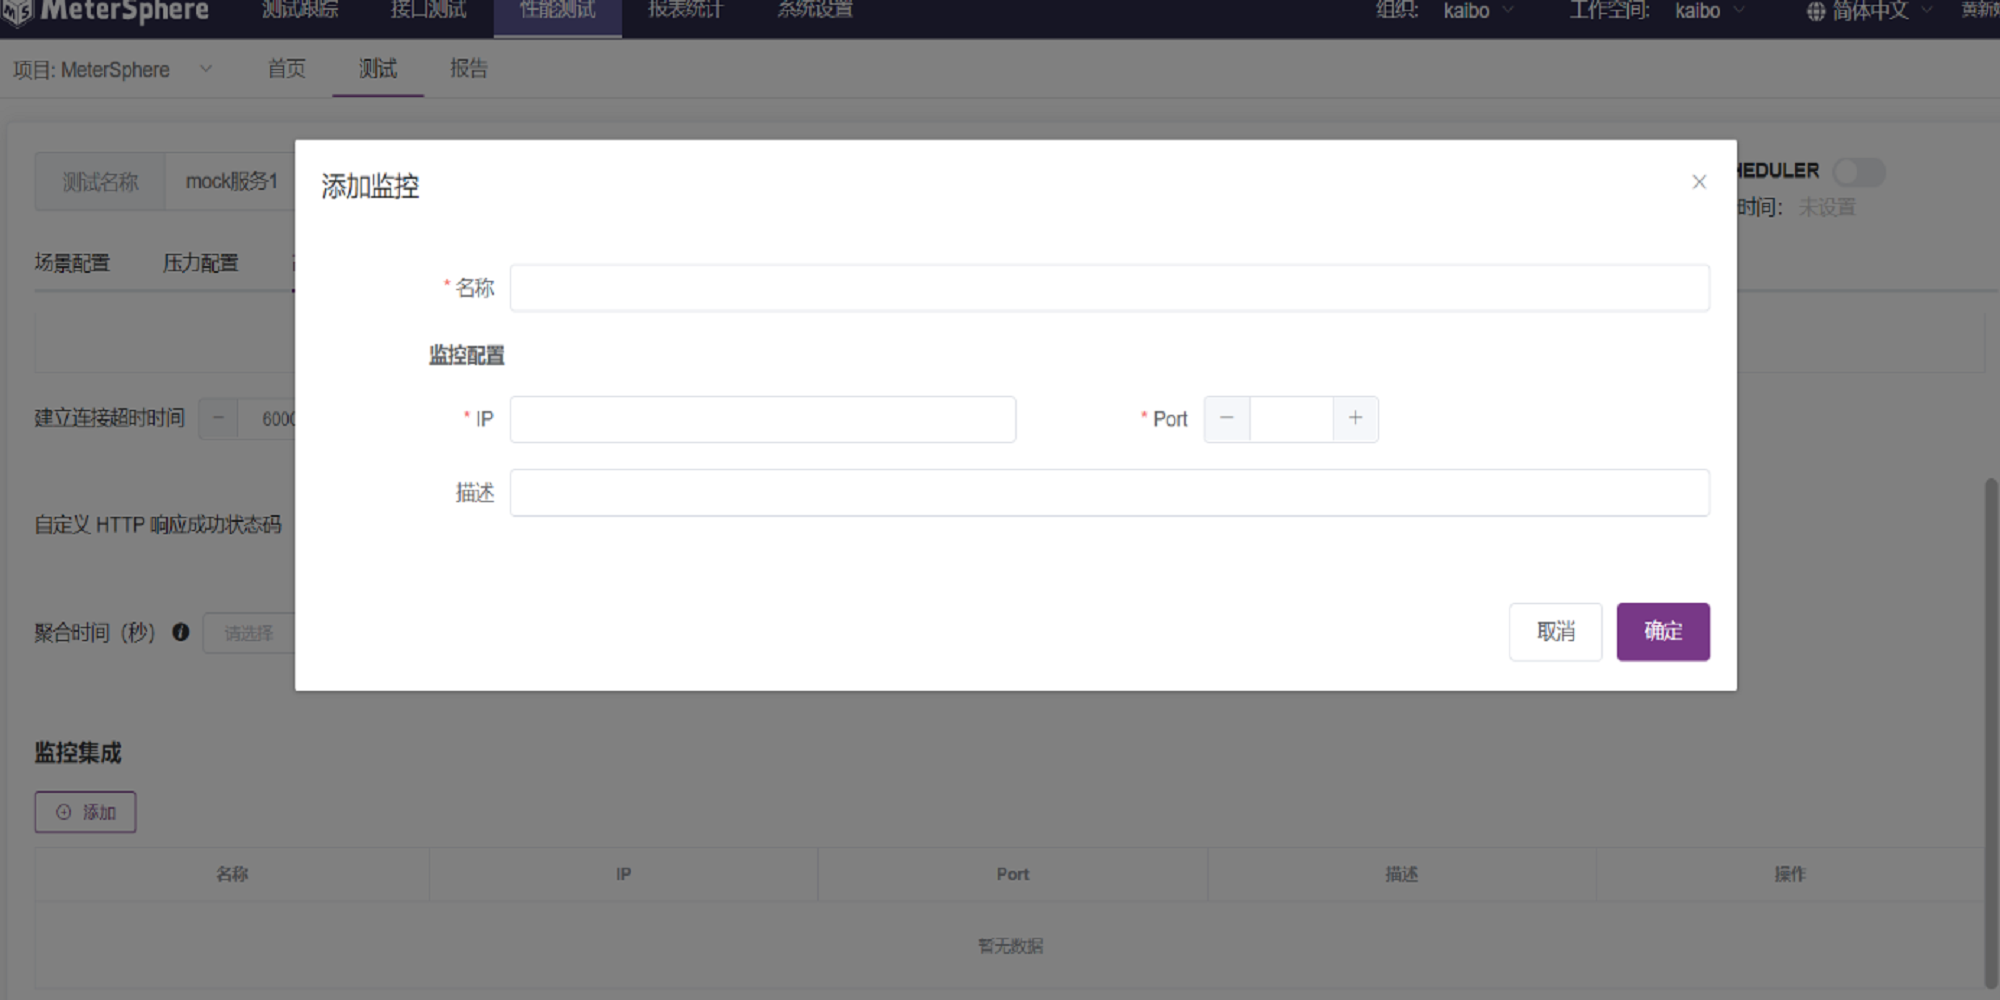 MeterSphere 测试跟踪 接口测试 性能测试 报表统计 系统设置 组织: kaibo 工作空间: kaibo 简体中文
项目: MeterSphere 首页 测试 报告
测试名称 mock服务1 HEDULER
时间: 未设置
场景配置 压力配置
添加监控
* 名称
监控配置
* IP * Port
描述
取消 确定
建立连接超时时间 600
自定义 HTTP 响应成功状态码
聚合时间（秒） 请选择
监控集成
添加
名称 IP Port 描述 操作
暂无数据